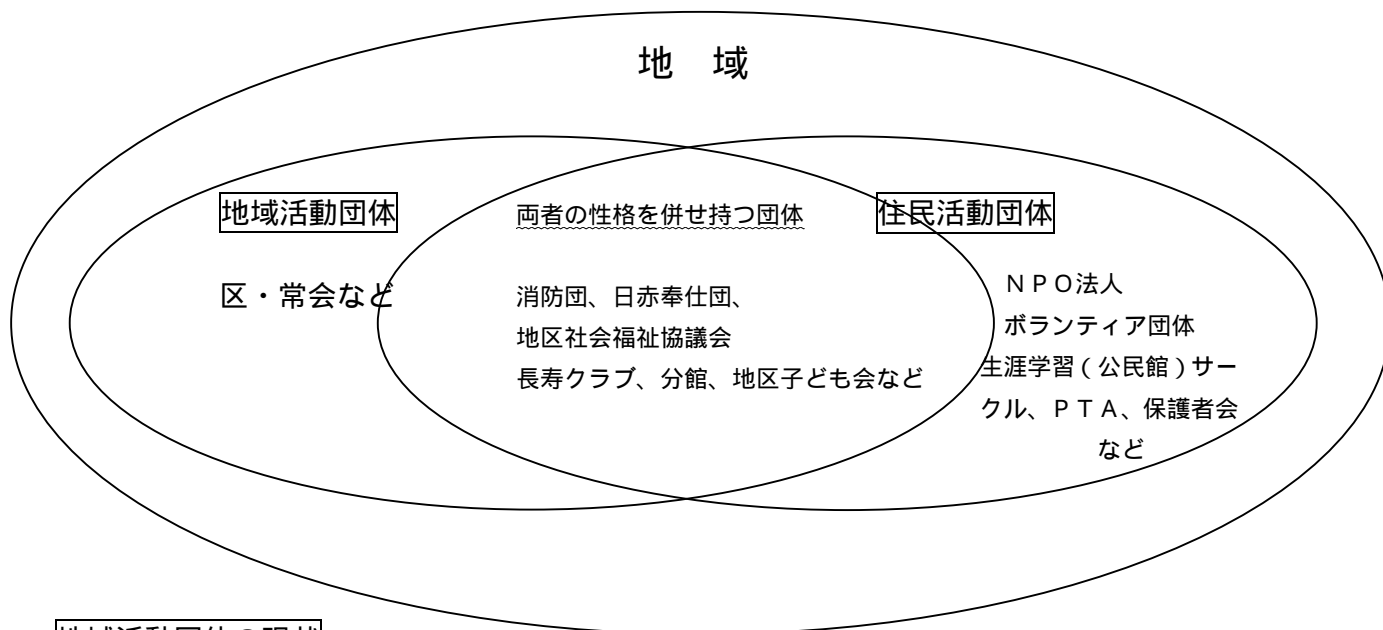 地　域
地域活動団体
両者の性格を併せ持つ団体
住民活動団体
区・常会など
消防団、日赤奉仕団、
地区社会福祉協議会
長寿クラブ、分館、地区子ども会など
ＮＰＯ法人
ボランティア団体
生涯学習（公民館）サー
クル、ＰＴＡ、保護者会
など